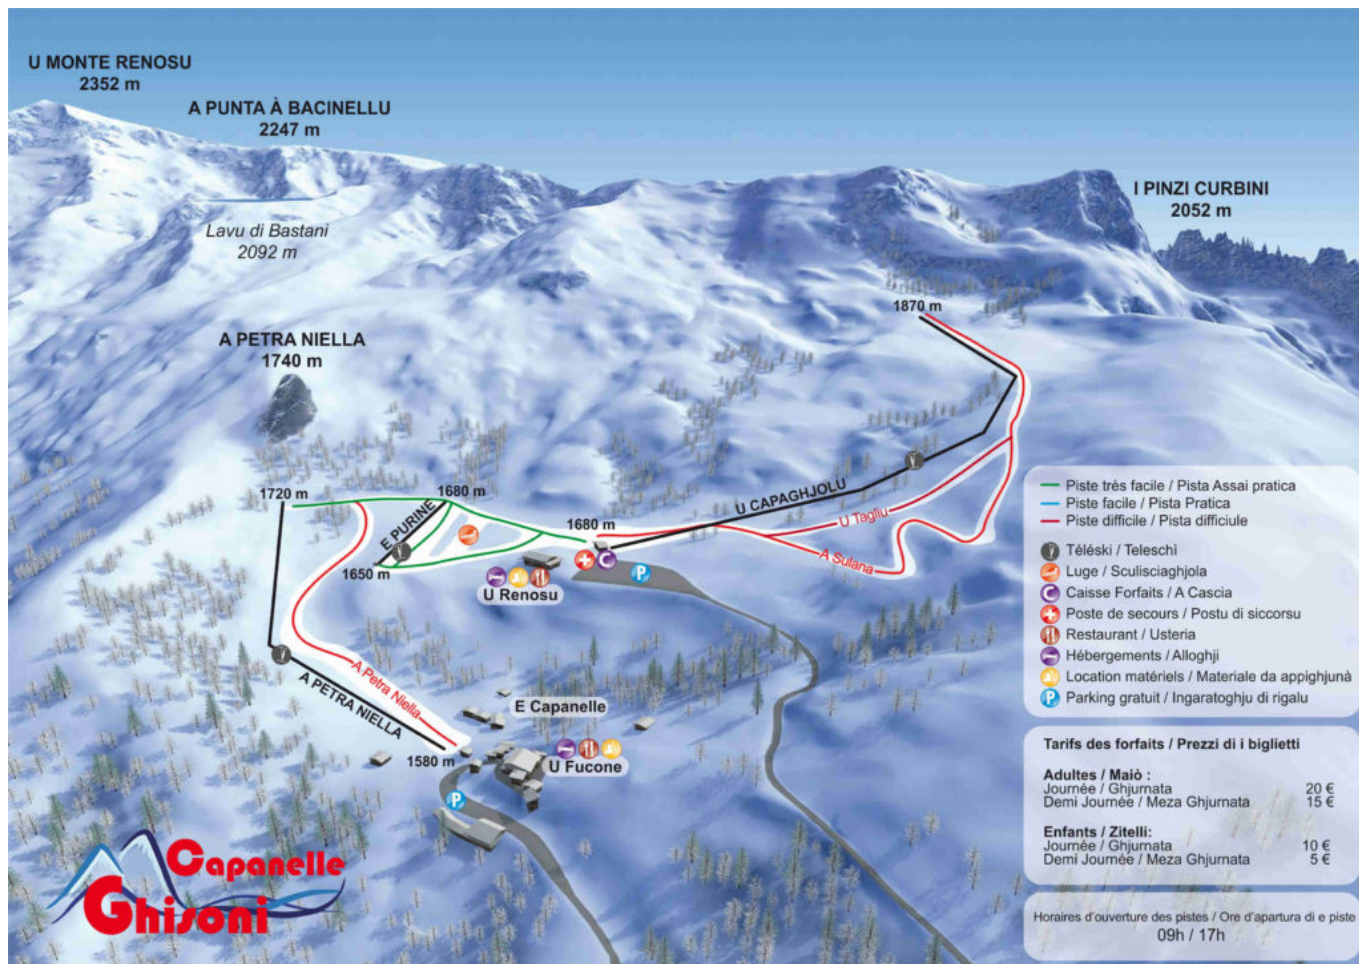 U MONTE RENOSU
2352 m
A PUNTA À BACINELLU
2247 m
Lavu di Bastani
2092 m
I PINZI CURBINI
2052 m
1870 m
A PETRA NIELLA
1740 m
1720 m
1680 m
E PURINE
1650 m
1680 m
U CAPAGHJOLU
U Tagliu
A Sulana
U Renosu
A Petra Niella
A PETRA NIELLA
E Capanelle
1580 m
U Fucone
Capanelle
Ghisoni
Piste très facile / Pista Assai pratica
Piste facile / Pista Pratica
Piste difficile / Pista difficiule
Téléski / Teleschì
Luge / Sculisciaghjola
Caisse Forfaits / A Cascia
Poste de secours / Postu di siccorsu
Restaurant / Usteria
Hébergements / Alloghji
Location matériels / Materiale da appighjunà
P Parking gratuit / Ingaratoghju di rigalu
Tarifs des forfaits / Prezzi di i biglietti
Adultes / Maiò :
Journée / Ghjurnata 20 €
Demi Journée / Meza Ghjurnata 15 €
Enfants / Zitelli:
Journée / Ghjurnata 10 €
Demi Journée / Meza Ghjurnata 5 €
Horaires d'ouverture des pistes / Ore d'apartura di e piste
09h / 17h
P
P